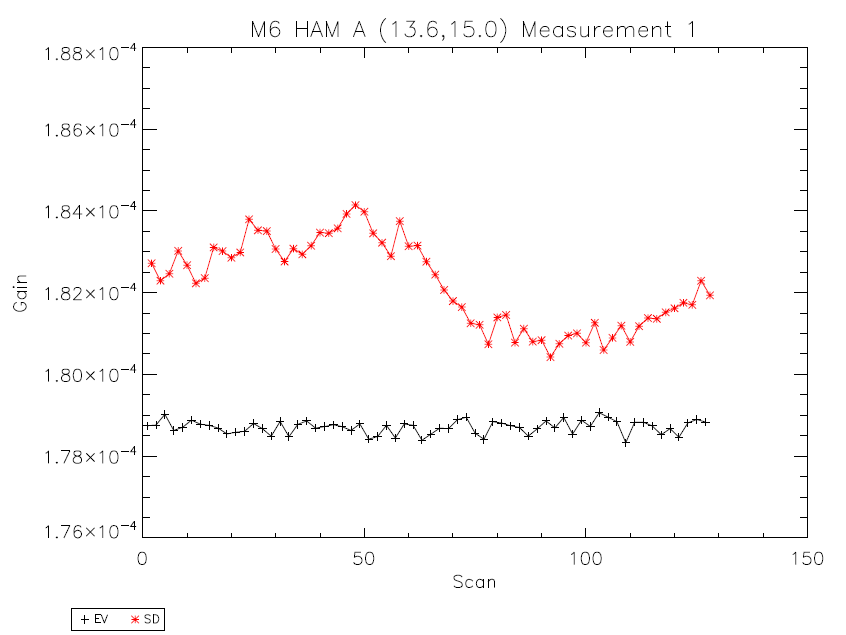 M6 HAM A (13.6,15.0) Measurement 1
1.88×10⁻⁴
1.86×10⁻⁴
1.84×10⁻⁴
1.82×10⁻⁴
1.80×10⁻⁴
1.78×10⁻⁴
1.76×10⁻⁴
Gain
0 50 100 150
Scan
EV SD